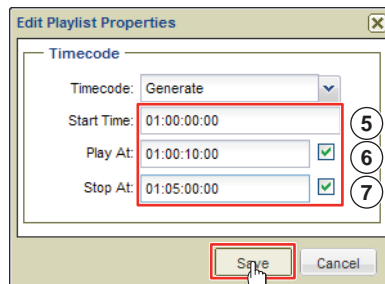 Edit Playlist Properties
Timecode
Timecode: Generate
Start Time: 01:00:00:00 5
Play At: 01:00:10:00 6
Stop At: 01:05:00:00 7
Save Cancel